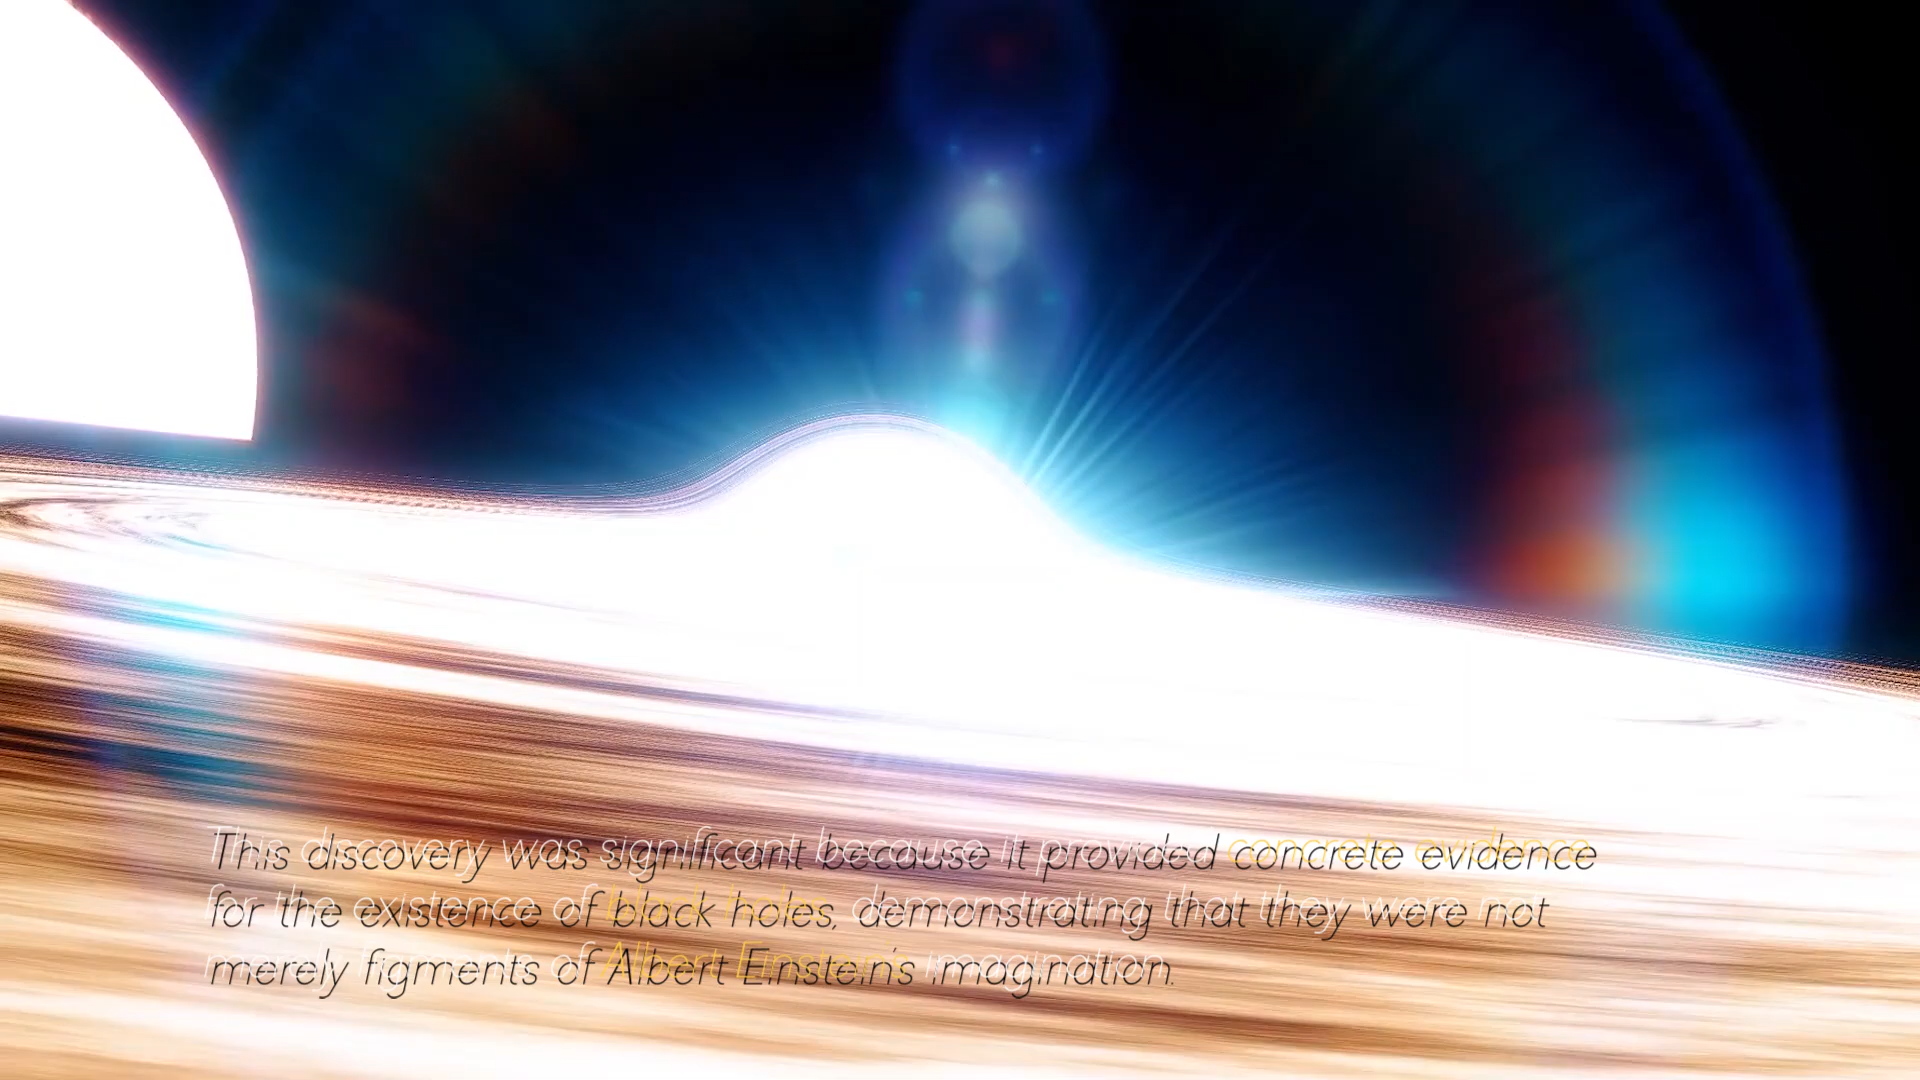 This discovery was significant because it provided concrete evidence
for the existence of black holes, demonstrating that they were not
merely figments of Albert Einstein's imagination.